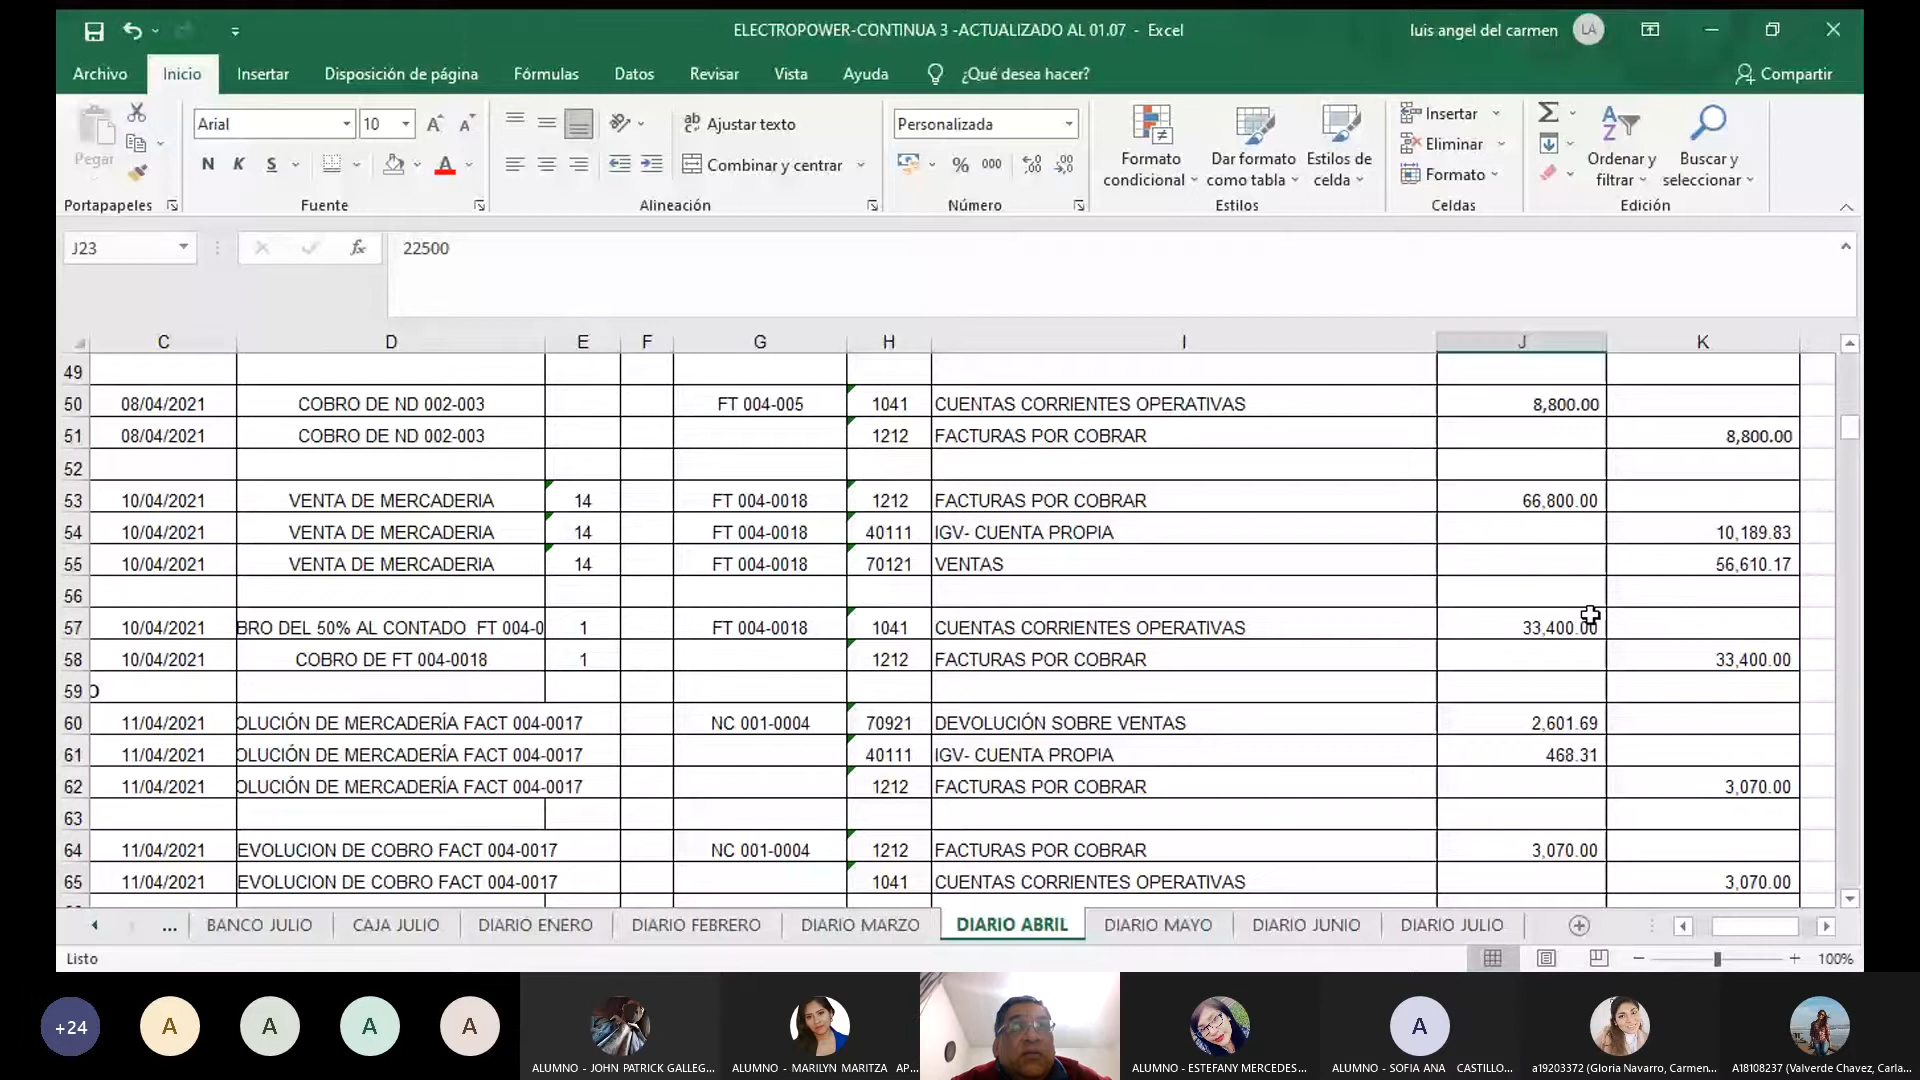 ELECTROPOWER-CONTINUA 3 -ACTUALIZADO AL 01.07 - Excel
luis angel del carmen
LA
Archivo Inicio Insertar Disposición de página Fórmulas Datos Revisar Vista Ayuda ¿Qué desea hacer? Compartir
Pegar
Arial 10
N K S
Ajustar texto
Combinar y centrar
Personalizada
% 000
Formato condicional
Dar formato como tabla
Estilos de celda
Insertar
Eliminar
Formato
Ordenar y filtrar
Buscar y seleccionar
Portapapeles Fuente Alineación Número Estilos Celdas Edición
J23 fx 22500
C D E F G H I J K
49
50 08/04/2021 COBRO DE ND 002-003 FT 004-005 1041 CUENTAS CORRIENTES OPERATIVAS 8,800.00
51 08/04/2021 COBRO DE ND 002-003 1212 FACTURAS POR COBRAR 8,800.00
52
53 10/04/2021 VENTA DE MERCADERIA 14 FT 004-0018 1212 FACTURAS POR COBRAR 66,800.00
54 10/04/2021 VENTA DE MERCADERIA 14 FT 004-0018 40111 IGV- CUENTA PROPIA 10,189.83
55 10/04/2021 VENTA DE MERCADERIA 14 FT 004-0018 70121 VENTAS 56,610.17
56
57 10/04/2021 BRO DEL 50% AL CONTADO FT 004-0 1 FT 004-0018 1041 CUENTAS CORRIENTES OPERATIVAS 33,400.00
58 10/04/2021 COBRO DE FT 004-0018 1 1212 FACTURAS POR COBRAR 33,400.00
59 O
60 11/04/2021 OLUCIÓN DE MERCADERÍA FACT 004-0017 NC 001-0004 70921 DEVOLUCIÓN SOBRE VENTAS 2,601.69
61 11/04/2021 OLUCIÓN DE MERCADERÍA FACT 004-0017 40111 IGV- CUENTA PROPIA 468.31
62 11/04/2021 OLUCIÓN DE MERCADERÍA FACT 004-0017 1212 FACTURAS POR COBRAR 3,070.00
63
64 11/04/2021 EVOLUCION DE COBRO FACT 004-0017 NC 001-0004 1212 FACTURAS POR COBRAR 3,070.00
65 11/04/2021 EVOLUCION DE COBRO FACT 004-0017 1041 CUENTAS CORRIENTES OPERATIVAS 3,070.00
... BANCO JULIO CAJA JULIO DIARIO ENERO DIARIO FEBRERO DIARIO MARZO DIARIO ABRIL DIARIO MAYO DIARIO JUNIO DIARIO JULIO
Listo 100%
+24 A A A A A
ALUMNO - JOHN PATRICK GALLEG... ALUMNO - MARILYN MARITZA AP... ALUMNO - ESTEFANY MERCEDES... ALUMNO - SOFIA ANA CASTILLO... a19203372 (Gloria Navarro, Carmen... A18108237 (Valverde Chavez, Carla...